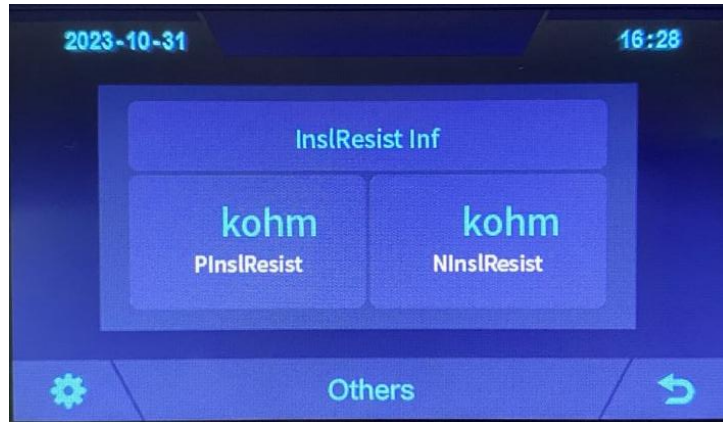 2023-10-31 16:28
InslResist Inf
kohm kohm
PInslResist NInslResist
Others